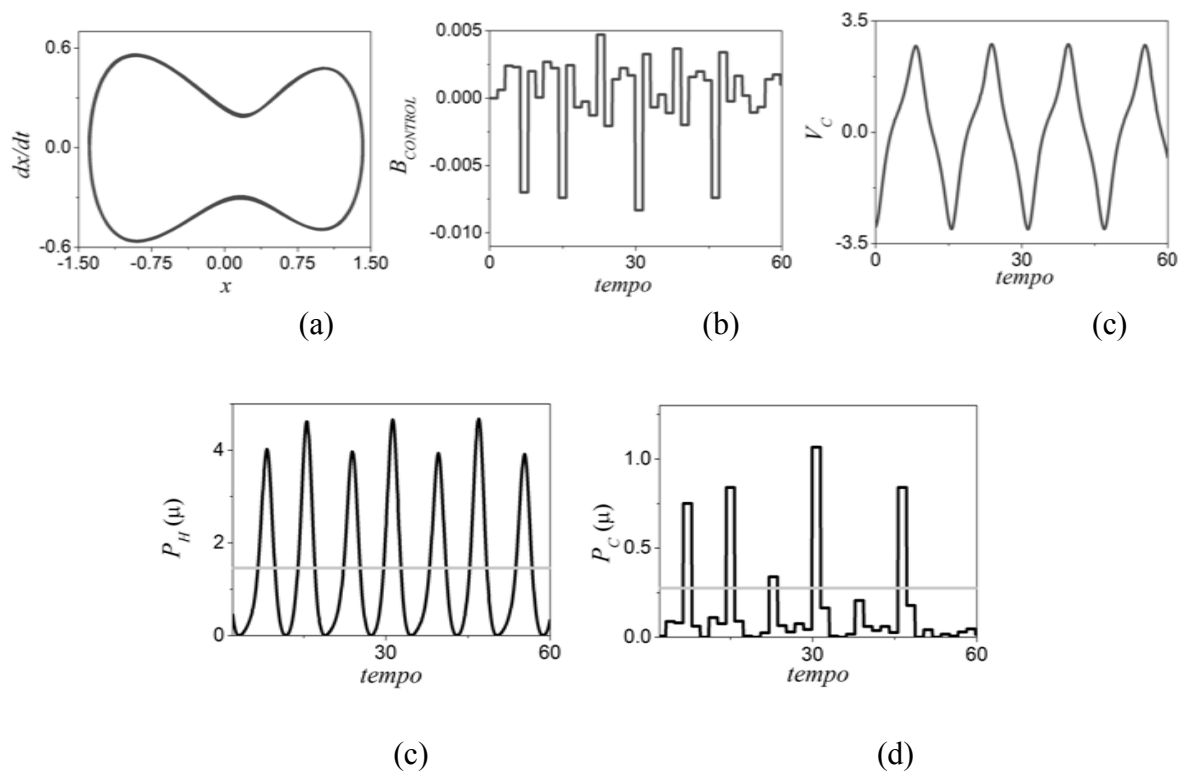 0.6
0.0
-0.6
dx/dt
-1.50 -0.75 0.00 0.75 1.50
x
(a)
0.005
0.000
-0.005
-0.010
B_CONTROL
0 30 60
tempo
(b)
3.5
0.0
-3.5
V_C
0 30 60
tempo
(c)
4
2
0
P_H (μ)
30 60
tempo
(c)
1.0
0.5
0.0
P_C (μ)
30 60
tempo
(d)